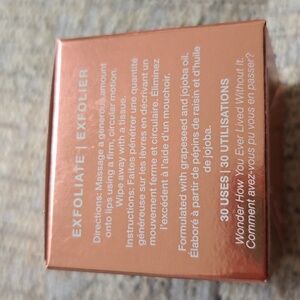 EXFOLIATE | EXFOLIER
Directions: Massage a generous amount
onto lips using a firm, circular motion.
Wipe away with a tissue.
Instructions: Faites pénétrer une quantité
généreuse sur les lèvres en décrivant un
mouvement ferme et circulaire. Éliminez
l'excédent à l'aide d'un mouchoir.
Formulated with grapeseed and jojoba oil.
Élaboré à partir de pépins de raisin et d'huile
de jojoba.
30 USES | 30 UTILISATIONS
Wonder How You Ever Lived Without It.
Comment avez-vous pu vous en passer?